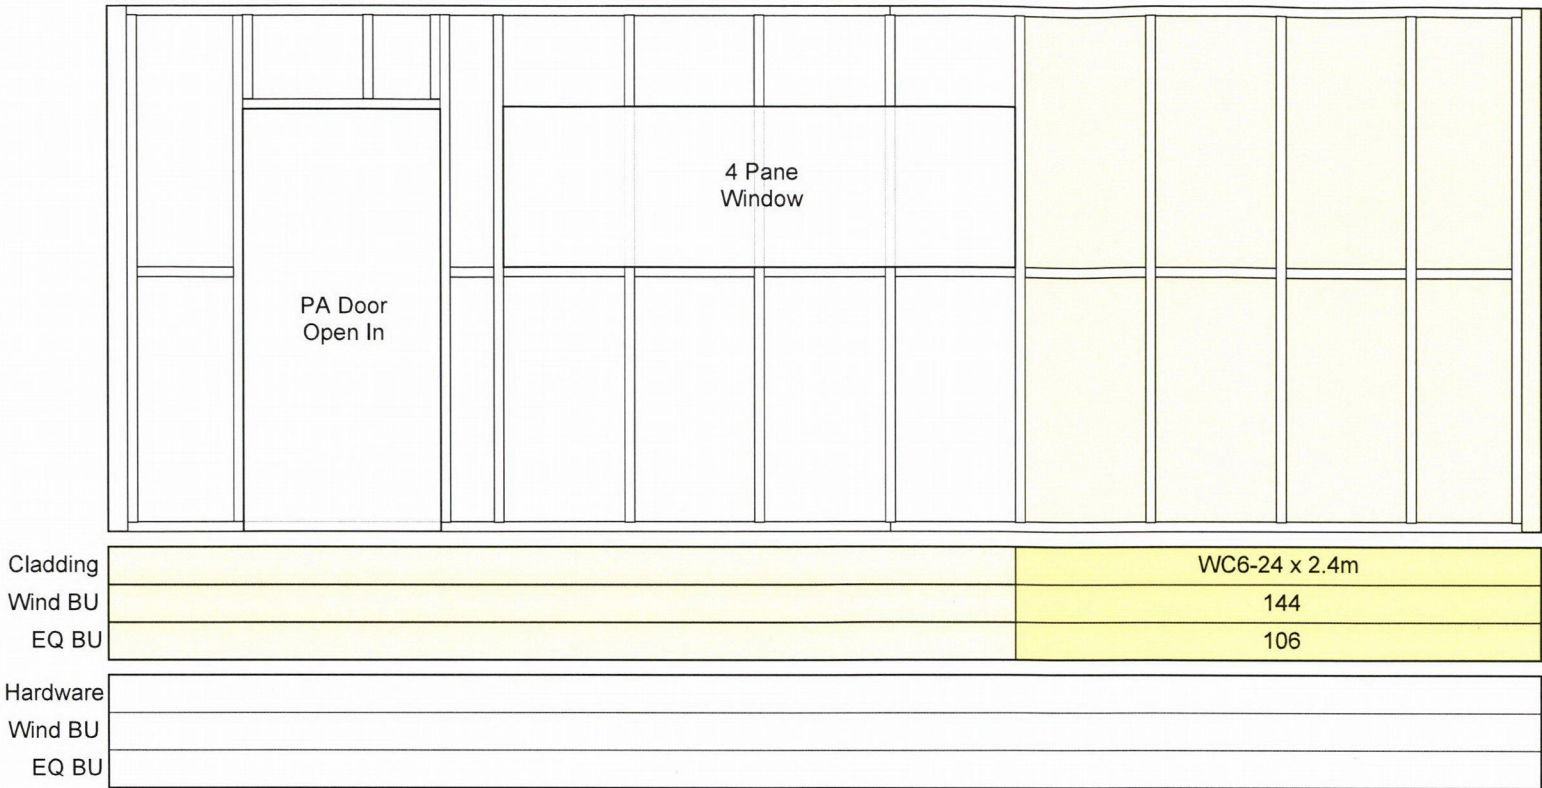 4 Pane
Window
PA Door
Open In
Cladding WC6-24 x 2.4m
Wind BU 144
EQ BU 106
Hardware
Wind BU
EQ BU